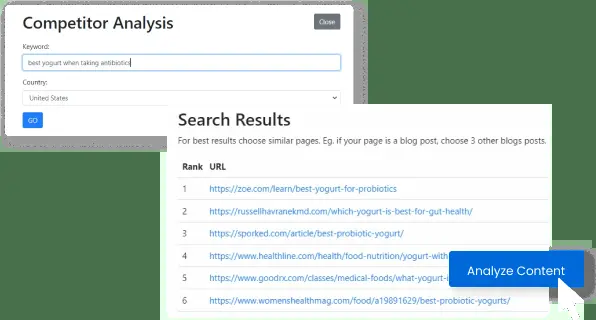 Competitor Analysis
Close
Keyword:
best yogurt when taking antibiotics
Country:
United States
GO
Search Results
For best results choose similar pages. Eg. if your page is a blog post, choose 3 other blogs posts.
Rank URL
1 https://zoe.com/learn/best-yogurt-for-probiotics
2 https://russellhavranekmd.com/which-yogurt-is-best-for-gut-health/
3 https://sporked.com/article/best-probiotic-yogurt/
4 https://www.healthline.com/health/food-nutrition/yogurt-with
5 https://www.goodrx.com/classes/medical-foods/what-yogurt-i
6 https://www.womenshealthmag.com/food/a19891629/best-probiotic-yogurts/
Analyze Content